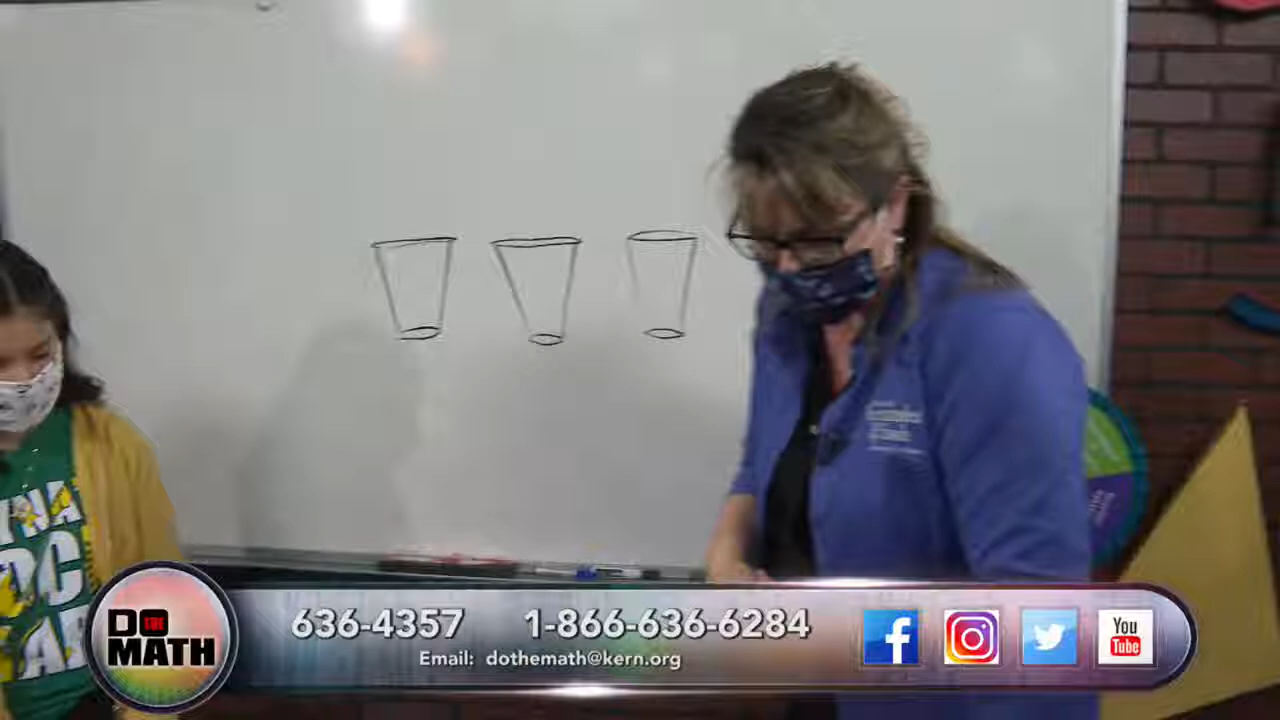 DO THE MATH
636-4357 1-866-636-6284
Email: dothemath@kern.org
You
Tube